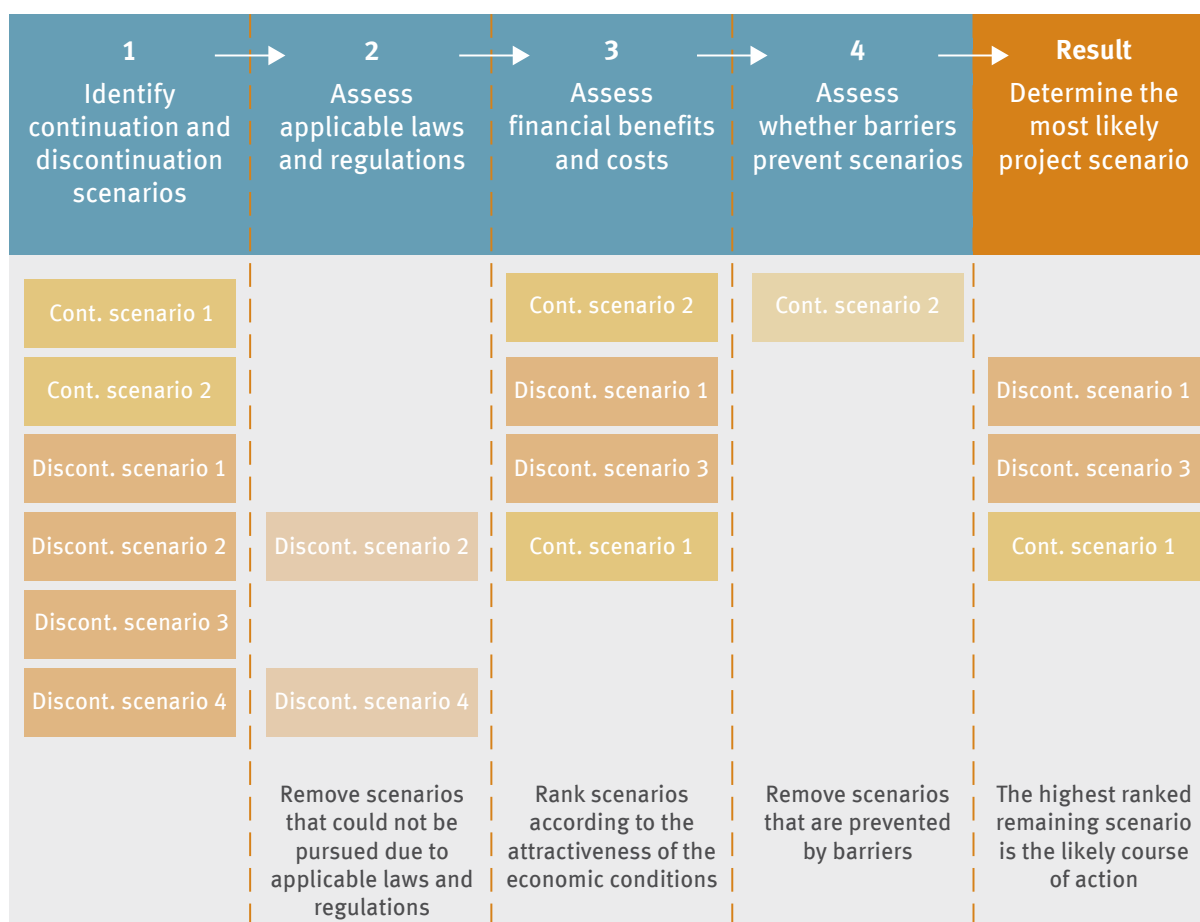 1
Identify
continuation and
discontinuation
scenarios
2
Assess
applicable laws
and regulations
3
Assess
financial benefits
and costs
4
Assess
whether barriers
prevent scenarios
Result
Determine the
most likely
project scenario
Cont. scenario 1
Cont. scenario 2
Discont. scenario 1
Discont. scenario 2
Discont. scenario 3
Discont. scenario 4
Discont. scenario 2
Discont. scenario 4
Remove scenarios
that could not be
pursued due to
applicable laws and
regulations
Cont. scenario 2
Discont. scenario 1
Discont. scenario 3
Cont. scenario 1
Rank scenarios
according to the
attractiveness of the
economic conditions
Cont. scenario 2
Remove scenarios
that are prevented
by barriers
Discont. scenario 1
Discont. scenario 3
Cont. scenario 1
The highest ranked
remaining scenario
is the likely course
of action